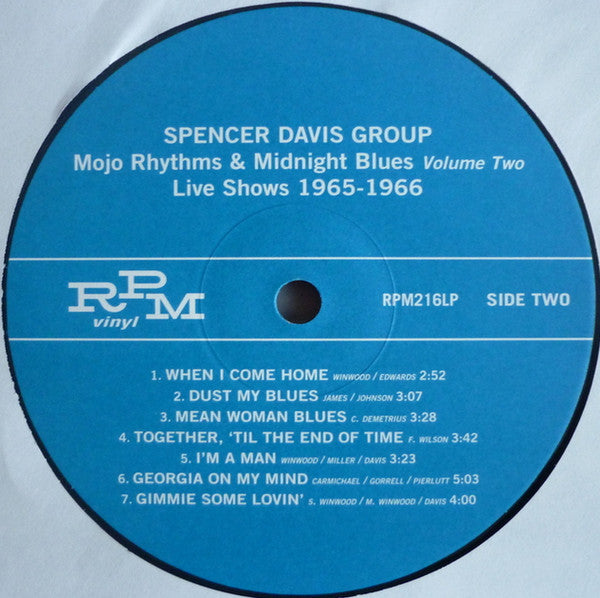 SPENCER DAVIS GROUP
Mojo Rhythms & Midnight Blues Volume Two
Live Shows 1965-1966
RPM
vinyl
RPM216LP SIDE TWO
1. WHEN I COME HOME WINWOOD / EDWARDS 2:52
2. DUST MY BLUES JAMES / JOHNSON 3:07
3. MEAN WOMAN BLUES C. DEMETRIUS 3:28
4. TOGETHER, ‘TIL THE END OF TIME F. WILSON 3:42
5. I’M A MAN WINWOOD / MILLER / DAVIS 3:23
6. GEORGIA ON MY MIND CARMICHAEL / GORRELL / PIERLUTT 5:03
7. GIMMIE SOME LOVIN’ S. WINWOOD / M. WINWOOD / DAVIS 4:00